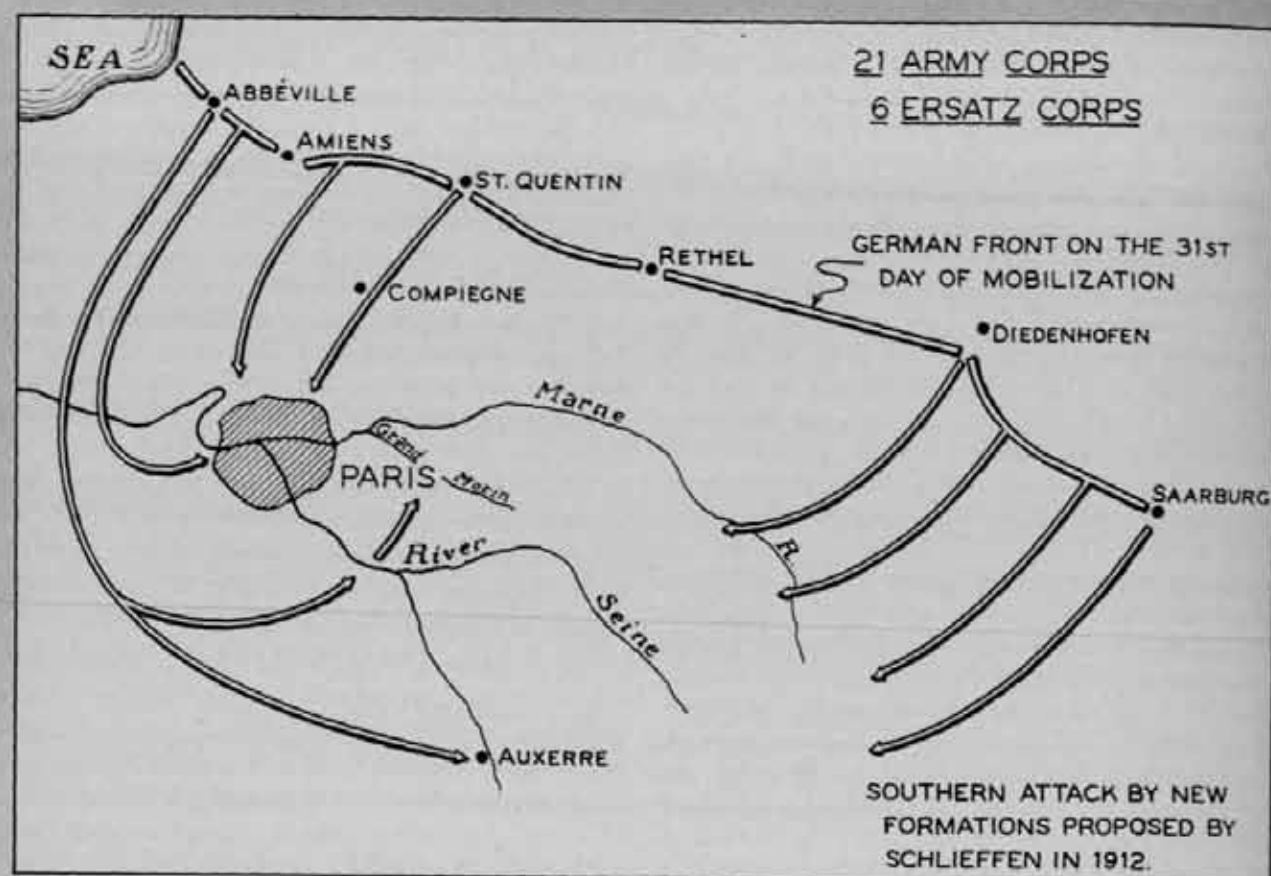 SEA
21 ARMY CORPS
6 ERSATZ CORPS
ABBÉVILLE
AMIENS
ST. QUENTIN
RETHEL
GERMAN FRONT ON THE 31ST
DAY OF MOBILIZATION
COMPIEGNE
DIEDENHOFEN
Marne
Grand
Morin
PARIS
SAARBURG
River
R.
Seine
AUXERRE
SOUTHERN ATTACK BY NEW
FORMATIONS PROPOSED BY
SCHLIEFFEN IN 1912.